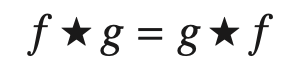 f ★ g = g ★ f